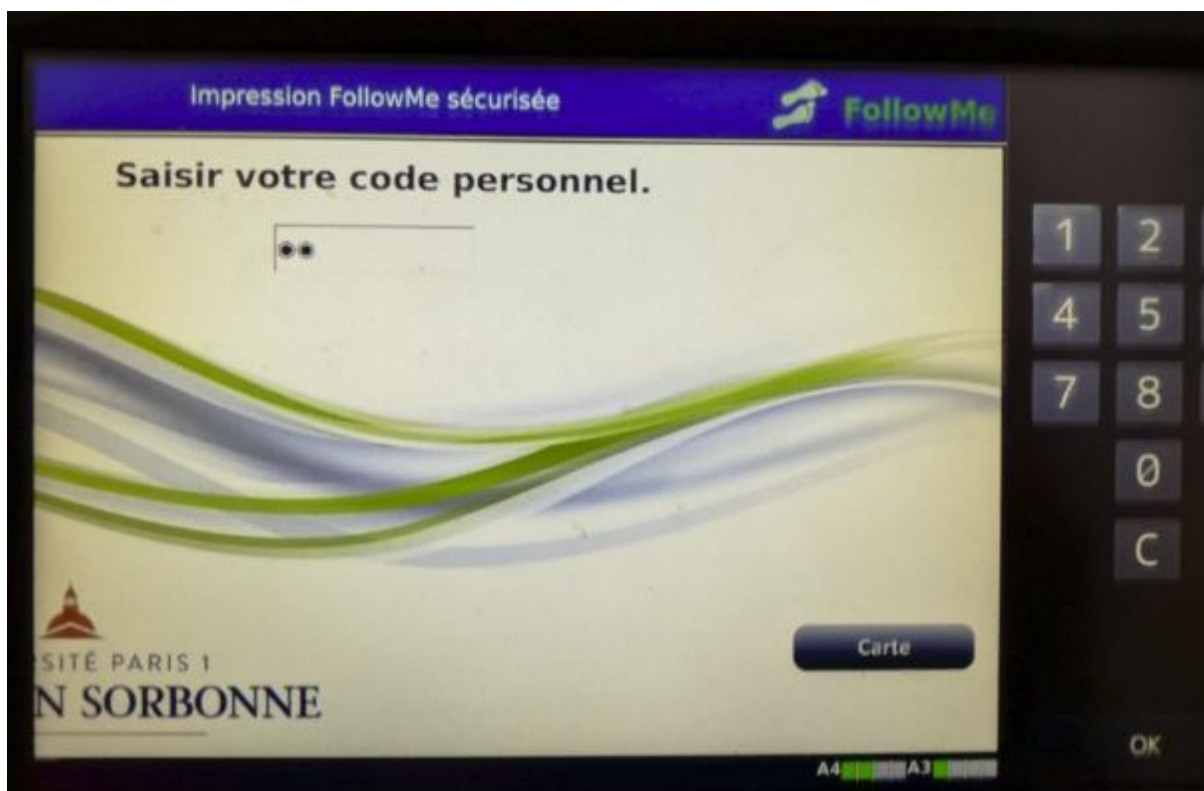 Impression FollowMe sécurisée
FollowMe
Saisir votre code personnel.
1 2
4 5
7 8
0
C
Carte
SITÉ PARIS 1
N SORBONNE
OK
A4 A3